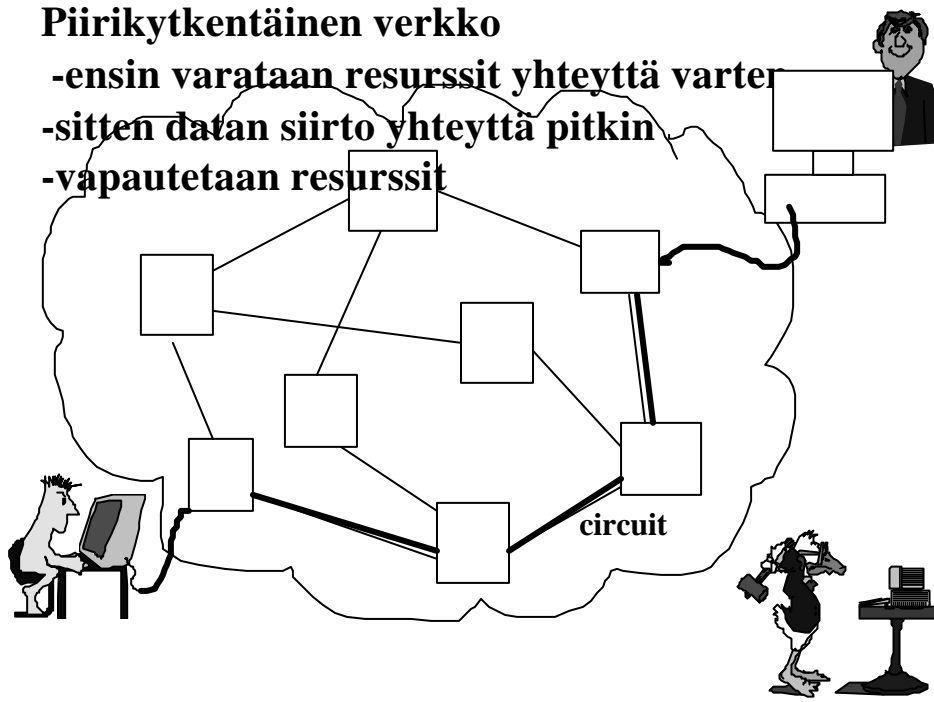 Piirikytkentäinen verkko
-ensin varataan resurssit yhteyttä varten
-sitten datan siirto yhteyttä pitkin
-vapautetaan resurssit
circuit